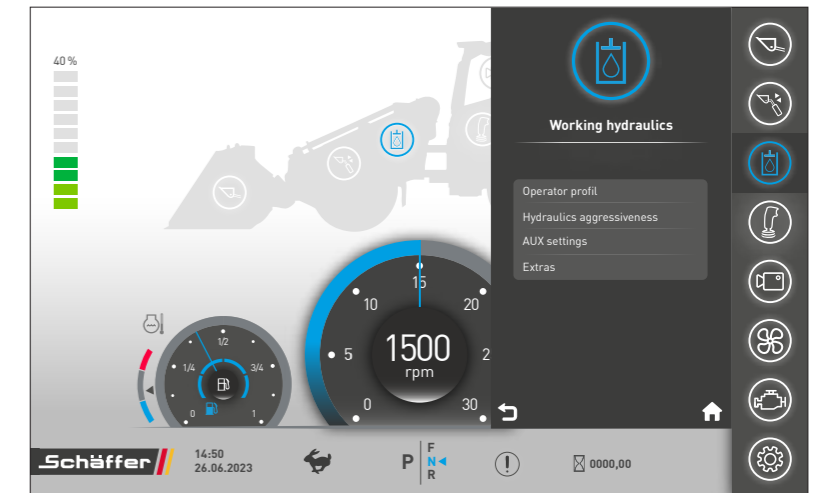 40 %
Working hydraulics
Operator profil
Hydraulics aggressiveness
AUX settings
Extras
15
10
20
5
1500
2
rpm
0
30
1/2
1/4
3/4
0
1
Schäffer
14:50
26.06.2023
P
F
N
R
0000,00